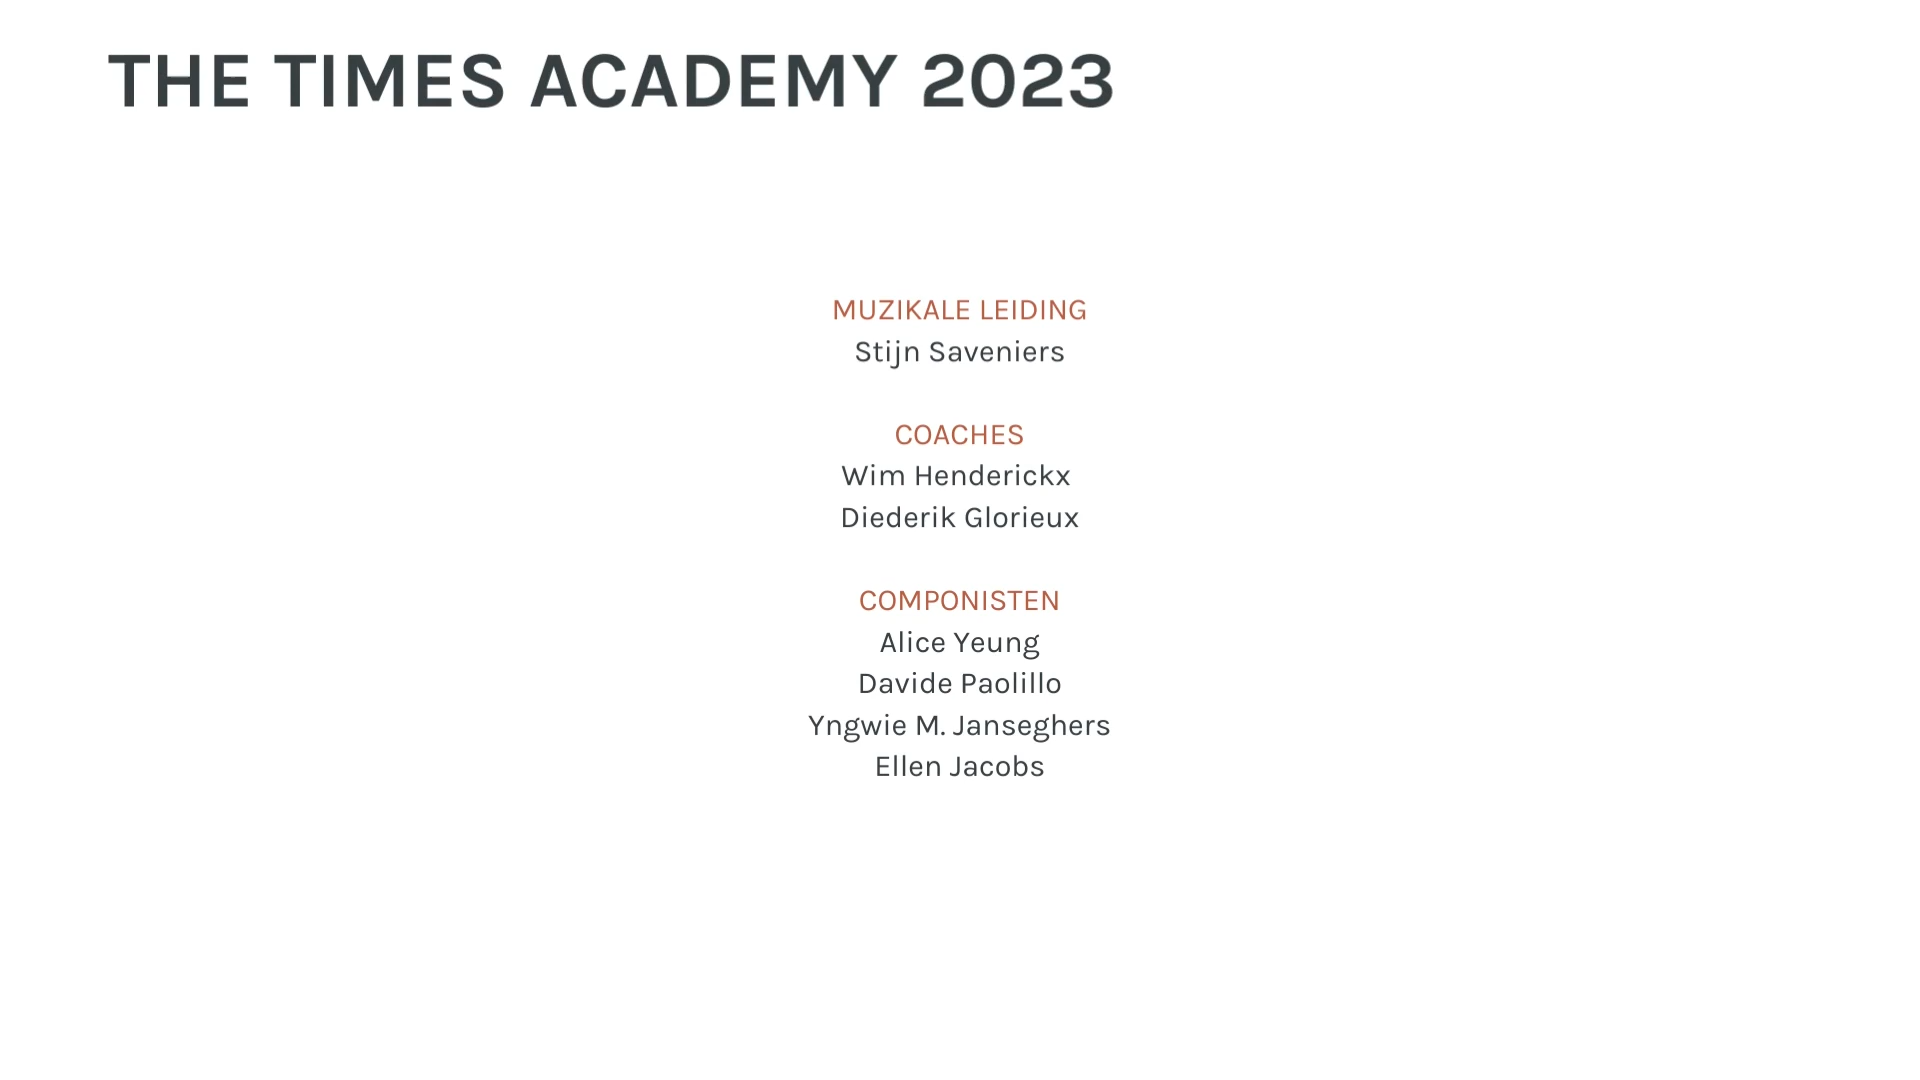 THE TIMES ACADEMY 2023
MUZIKALE LEIDING
Stijn Saveniers
COACHES
Wim Henderickx
Diederik Glorieux
COMPONISTEN
Alice Yeung
Davide Paolillo
Yngwie M. Janseghers
Ellen Jacobs